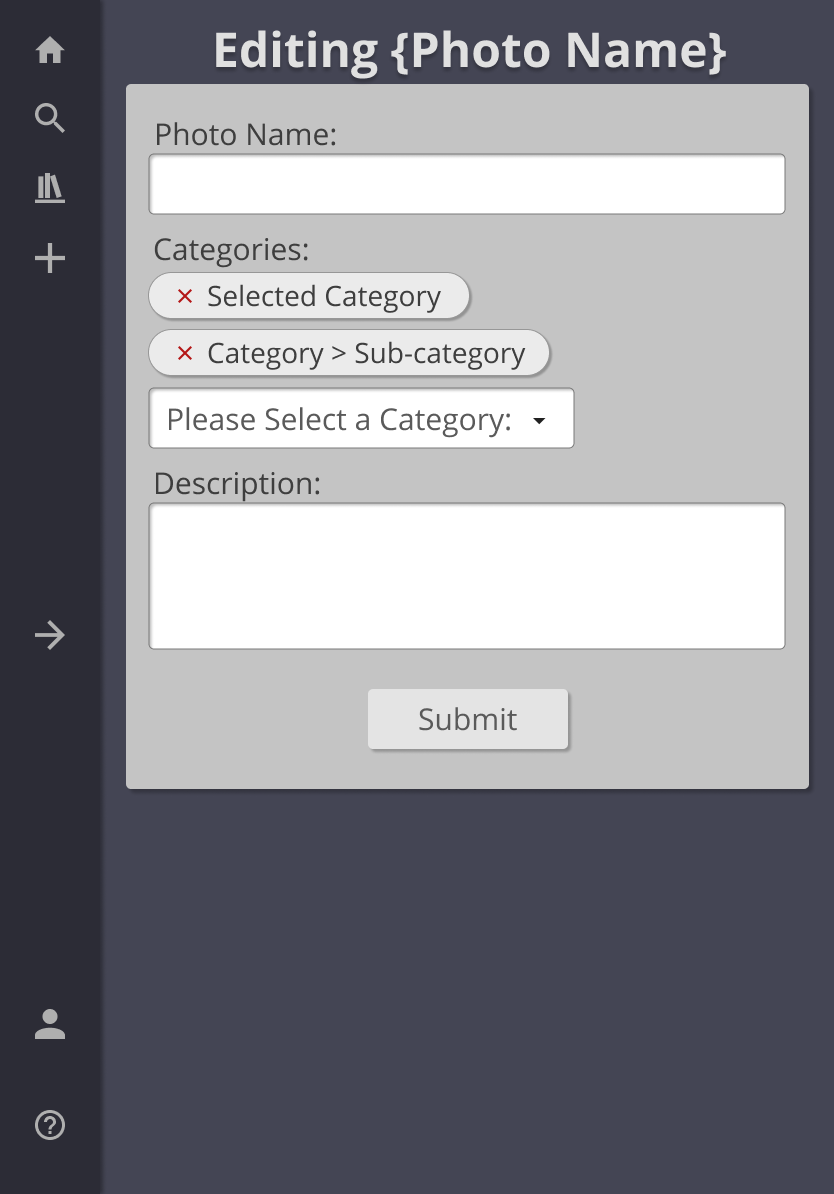 Editing {Photo Name}
Photo Name:
Categories:
× Selected Category
× Category > Sub-category
Please Select a Category:
Description:
Submit